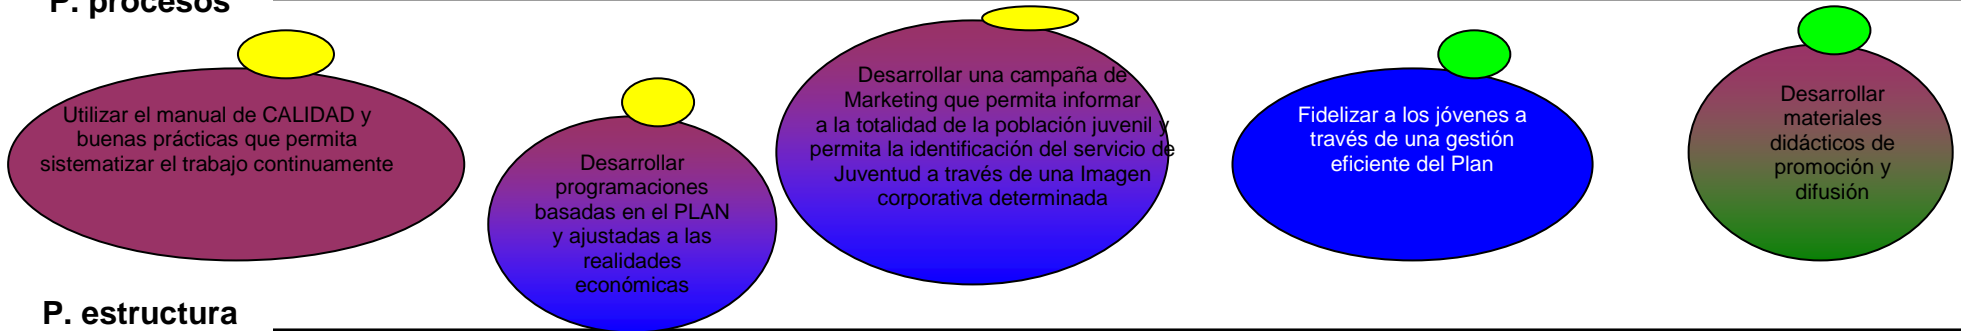 P. procesos
Utilizar el manual de CALIDAD y
buenas prácticas que permita
sistematizar el trabajo continuamente
Desarrollar
programaciones
basadas en el PLAN
y ajustadas a las
realidades
económicas
Desarrollar una campaña de
Marketing que permita informar
a la totalidad de la población juvenil y
permita la identificación del servicio de
Juventud a través de una Imagen
corporativa determinada
Fidelizar a los jóvenes a
través de una gestión
eficiente del Plan
Desarrollar
materiales
didácticos de
promoción y
difusión
P. estructura